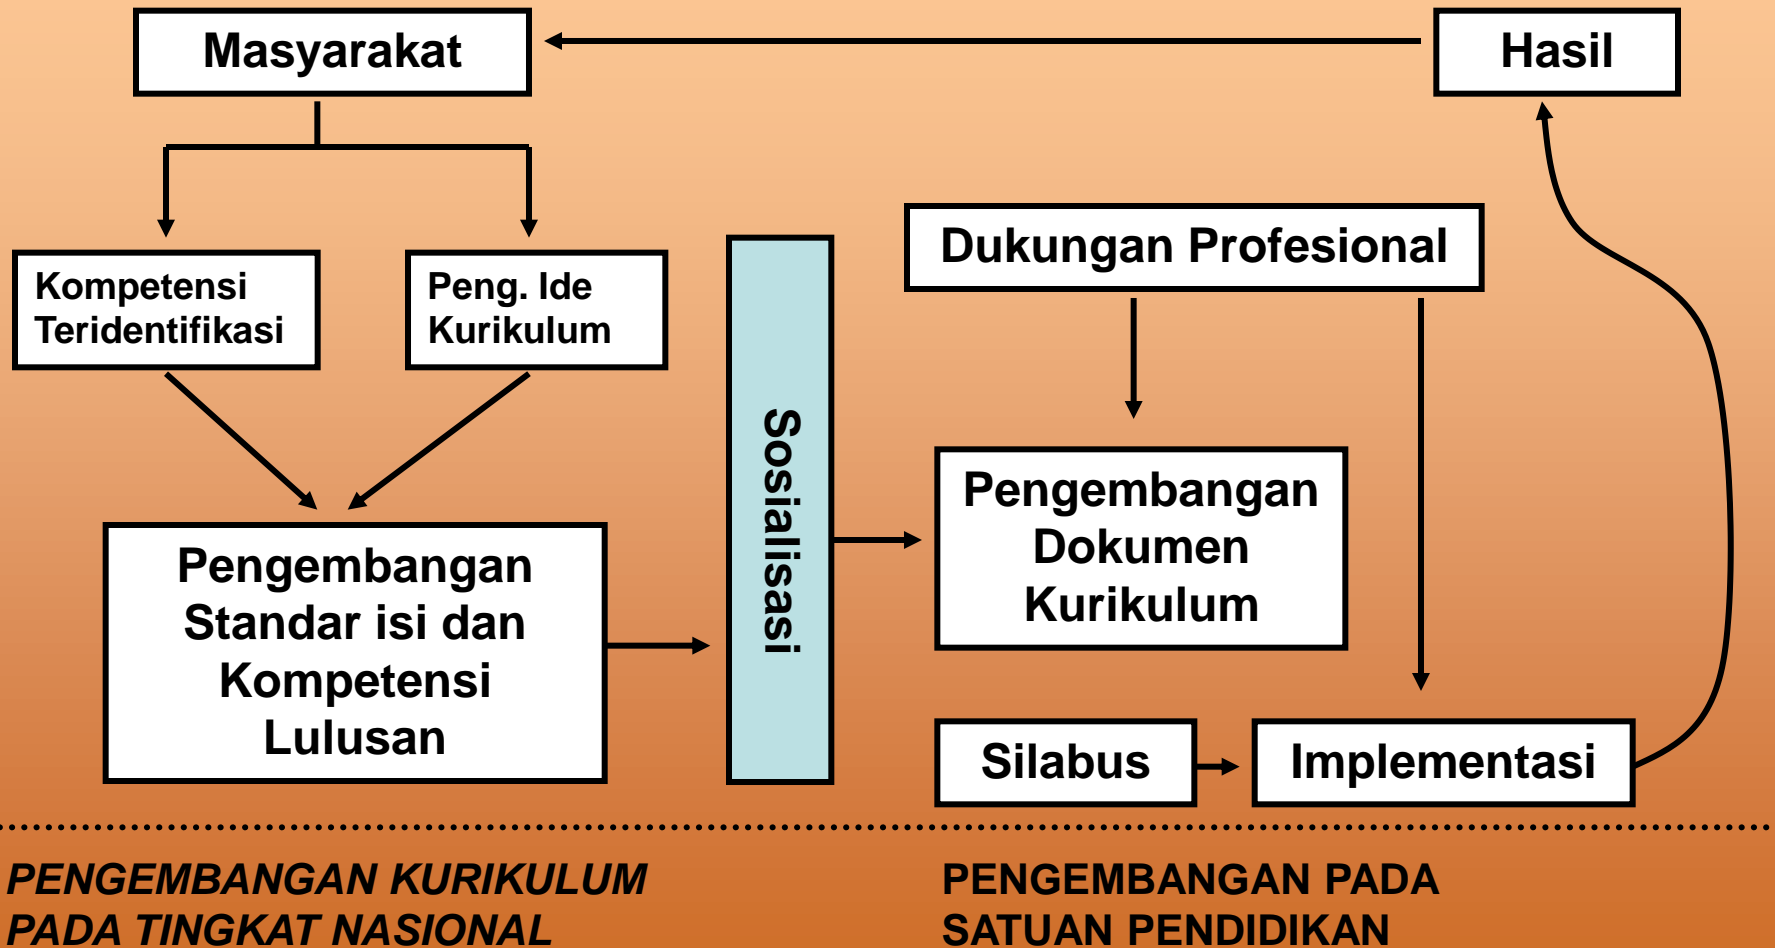 Masyarakat
Hasil
Kompetensi
Teridentifikasi
Peng. Ide
Kurikulum
Dukungan Profesional
Sosialisasi
Pengembangan
Standar isi dan
Kompetensi
Lulusan
Pengembangan
Dokumen
Kurikulum
Silabus
Implementasi
PENGEMBANGAN KURIKULUM
PADA TINGKAT NASIONAL
PENGEMBANGAN PADA
SATUAN PENDIDIKAN